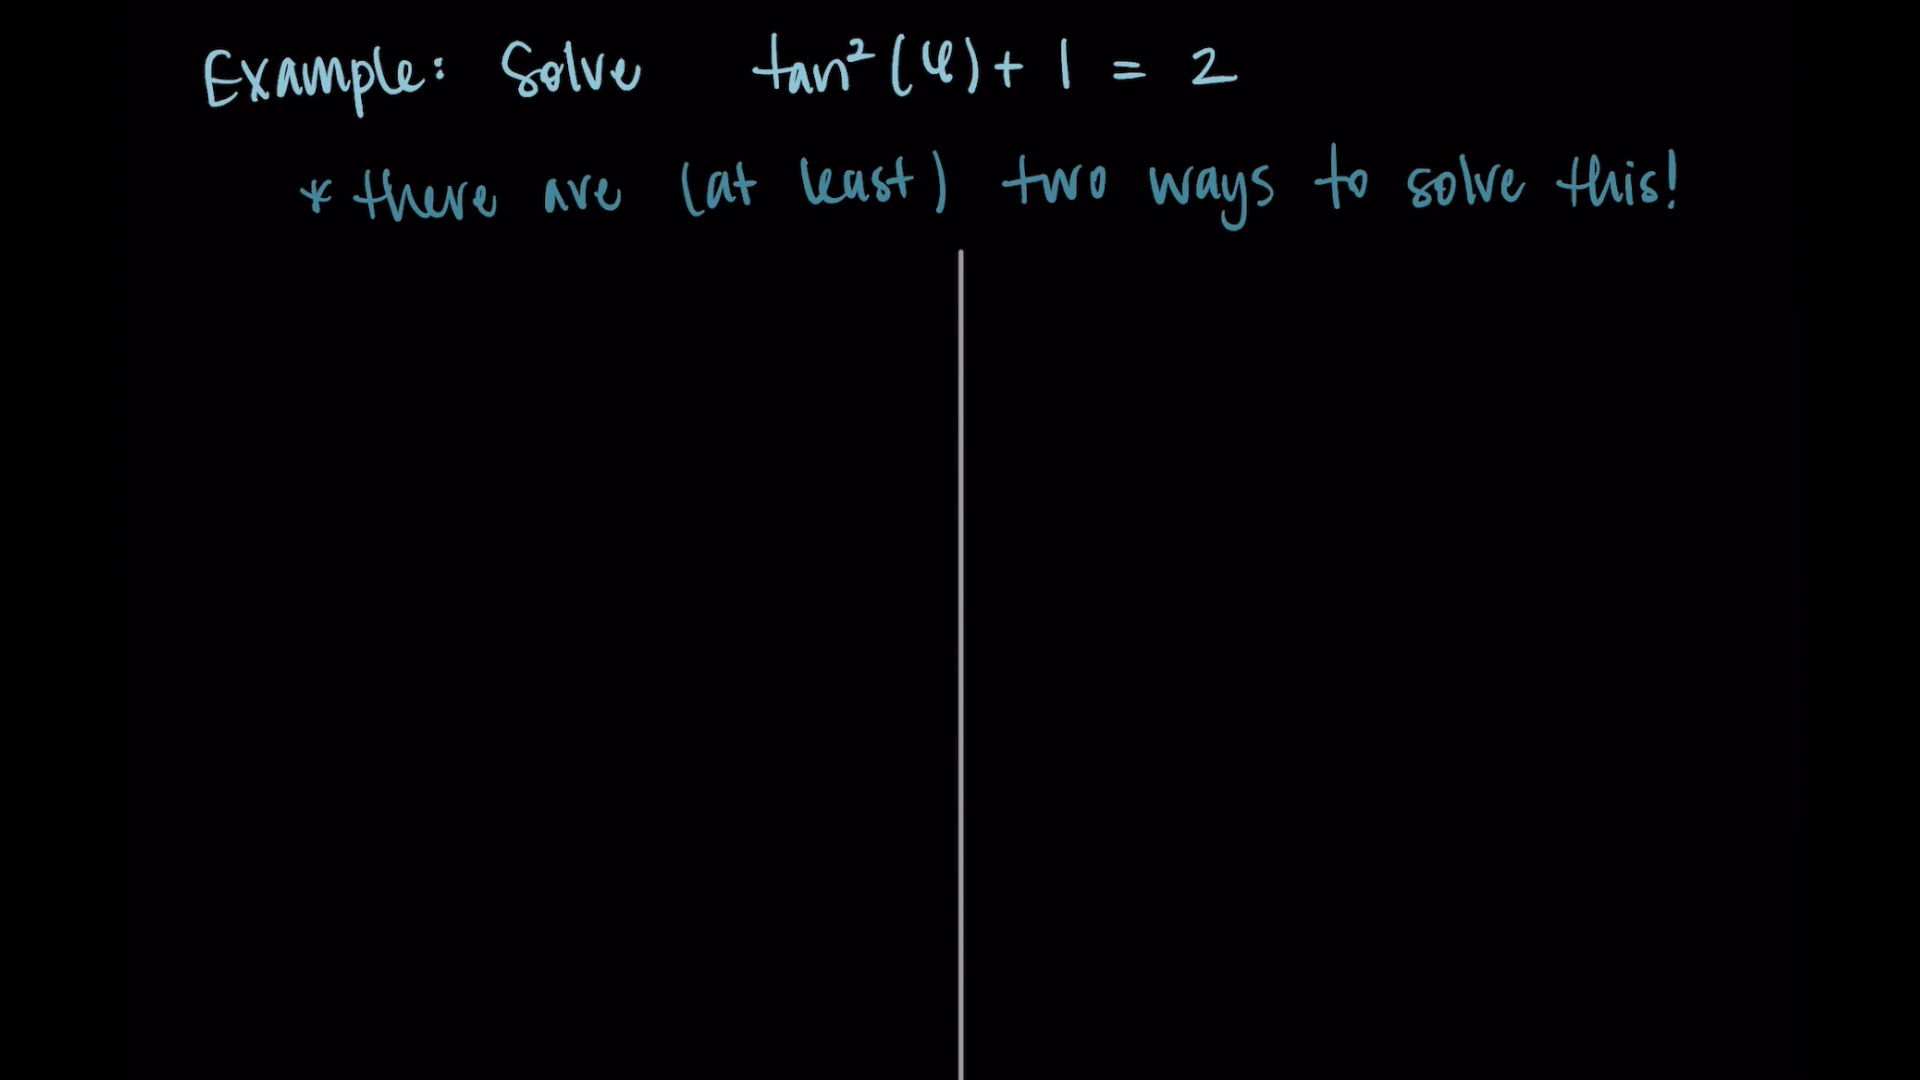 Example: Solve tan²(φ) + 1 = 2
* there are (at least) two ways to solve this!